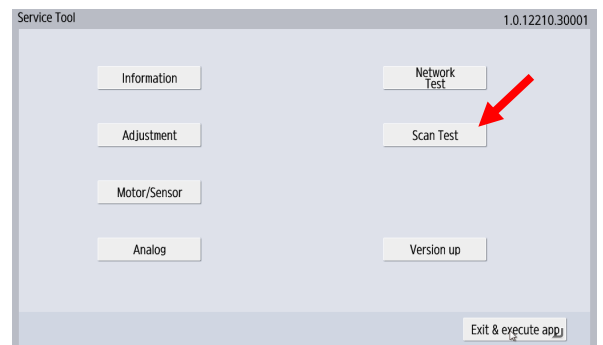 Service Tool 1.0.12210.30001
Information
Network
Test
Adjustment
Scan Test
Motor/Sensor
Analog
Version up
Exit & execute app